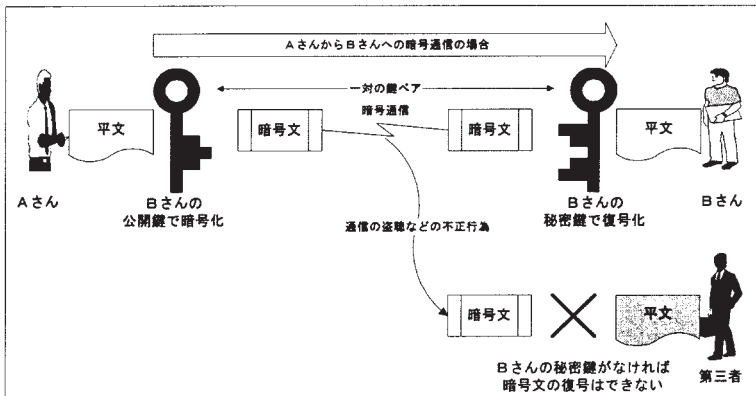 AさんからBさんへの暗号通信の場合
一対の鍵ペア
暗号通信
平文
暗号文
暗号文
平文
Aさん
Bさんの
公開鍵で暗号化
Bさんの
秘密鍵で復号化
Bさん
通信の盗聴などの不正行為
暗号文
平文
Bさんの秘密鍵がなければ
暗号文の復号はできない
第三者